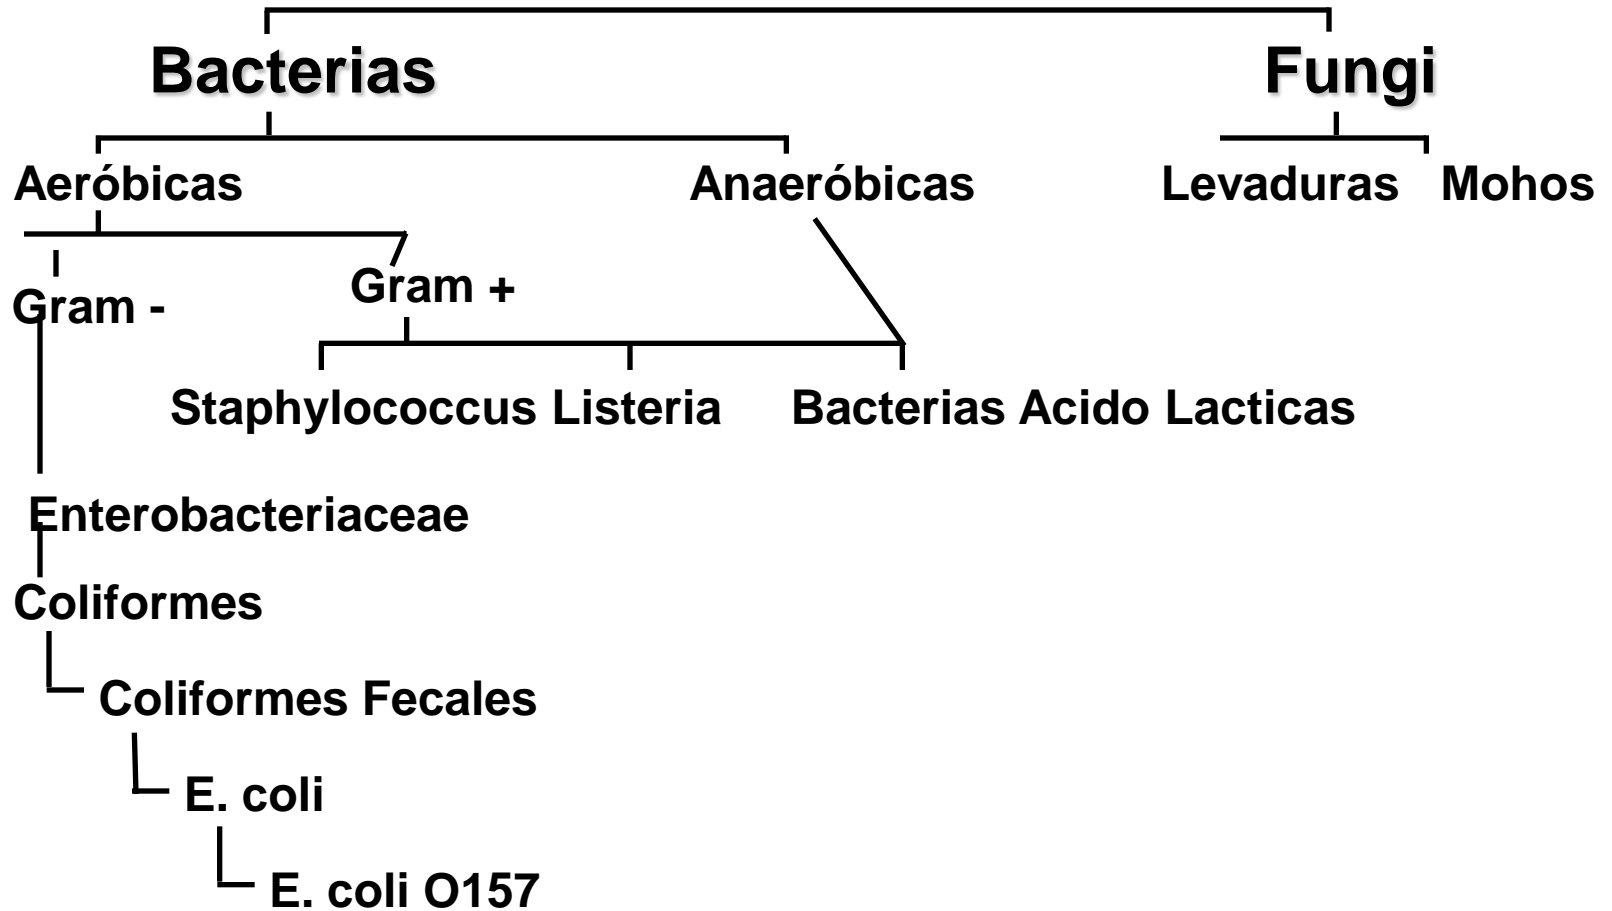 Bacterias Fungi
Aeróbicas Anaeróbicas Levaduras Mohos
Gram - Gram +
Staphylococcus Listeria Bacterias Acido Lacticas
Enterobacteriaceae
Coliformes
Coliformes Fecales
E. coli
E. coli O157